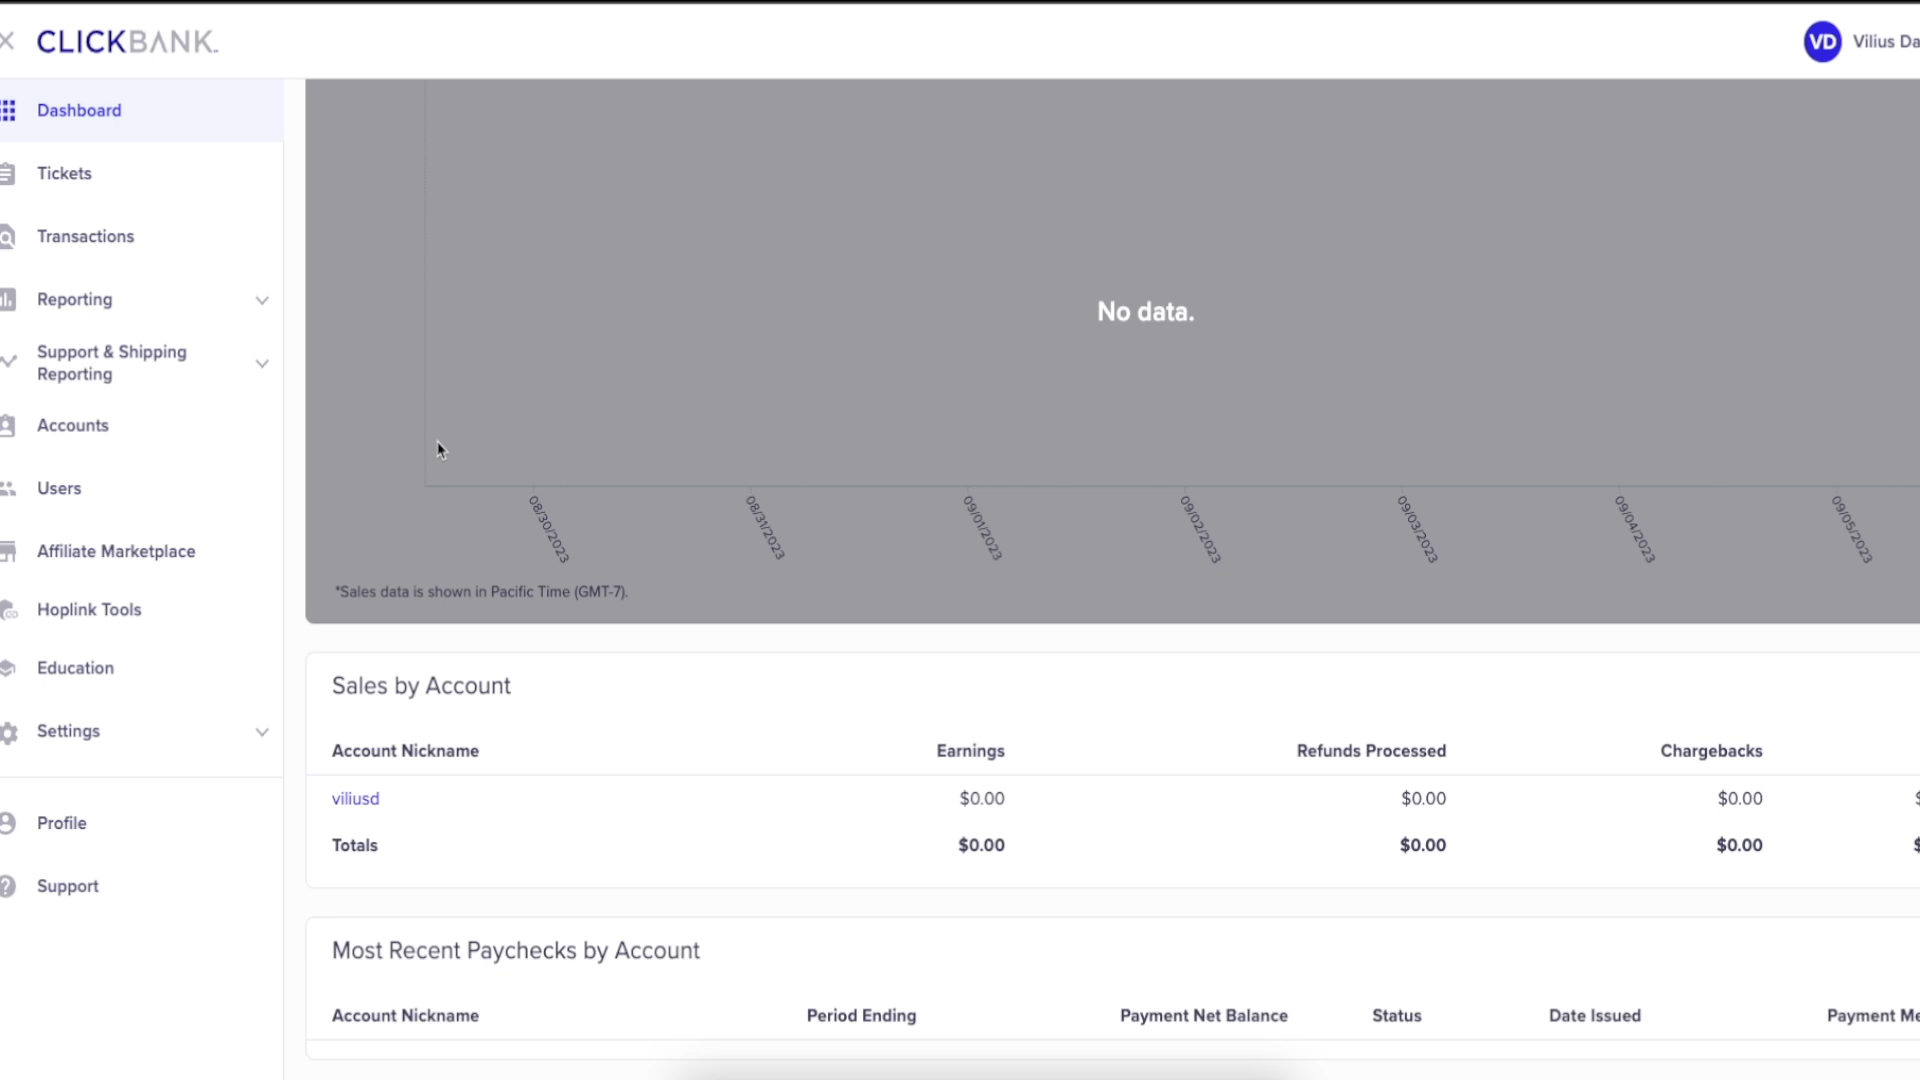 CLICKBANK.
VD Vilius Da
Dashboard
Tickets
Transactions
Reporting
Support & Shipping
Reporting
Accounts
Users
Affiliate Marketplace
Hoplink Tools
Education
Settings
Profile
Support
No data.
08/30/2023 08/31/2023 09/01/2023 09/02/2023 09/03/2023 09/04/2023 09/05/2023
*Sales data is shown in Pacific Time (GMT-7).
Sales by Account
Account Nickname Earnings Refunds Processed Chargebacks
viliusd $0.00 $0.00 $0.00 $
Totals $0.00 $0.00 $0.00 $
Most Recent Paychecks by Account
Account Nickname Period Ending Payment Net Balance Status Date Issued Payment Me